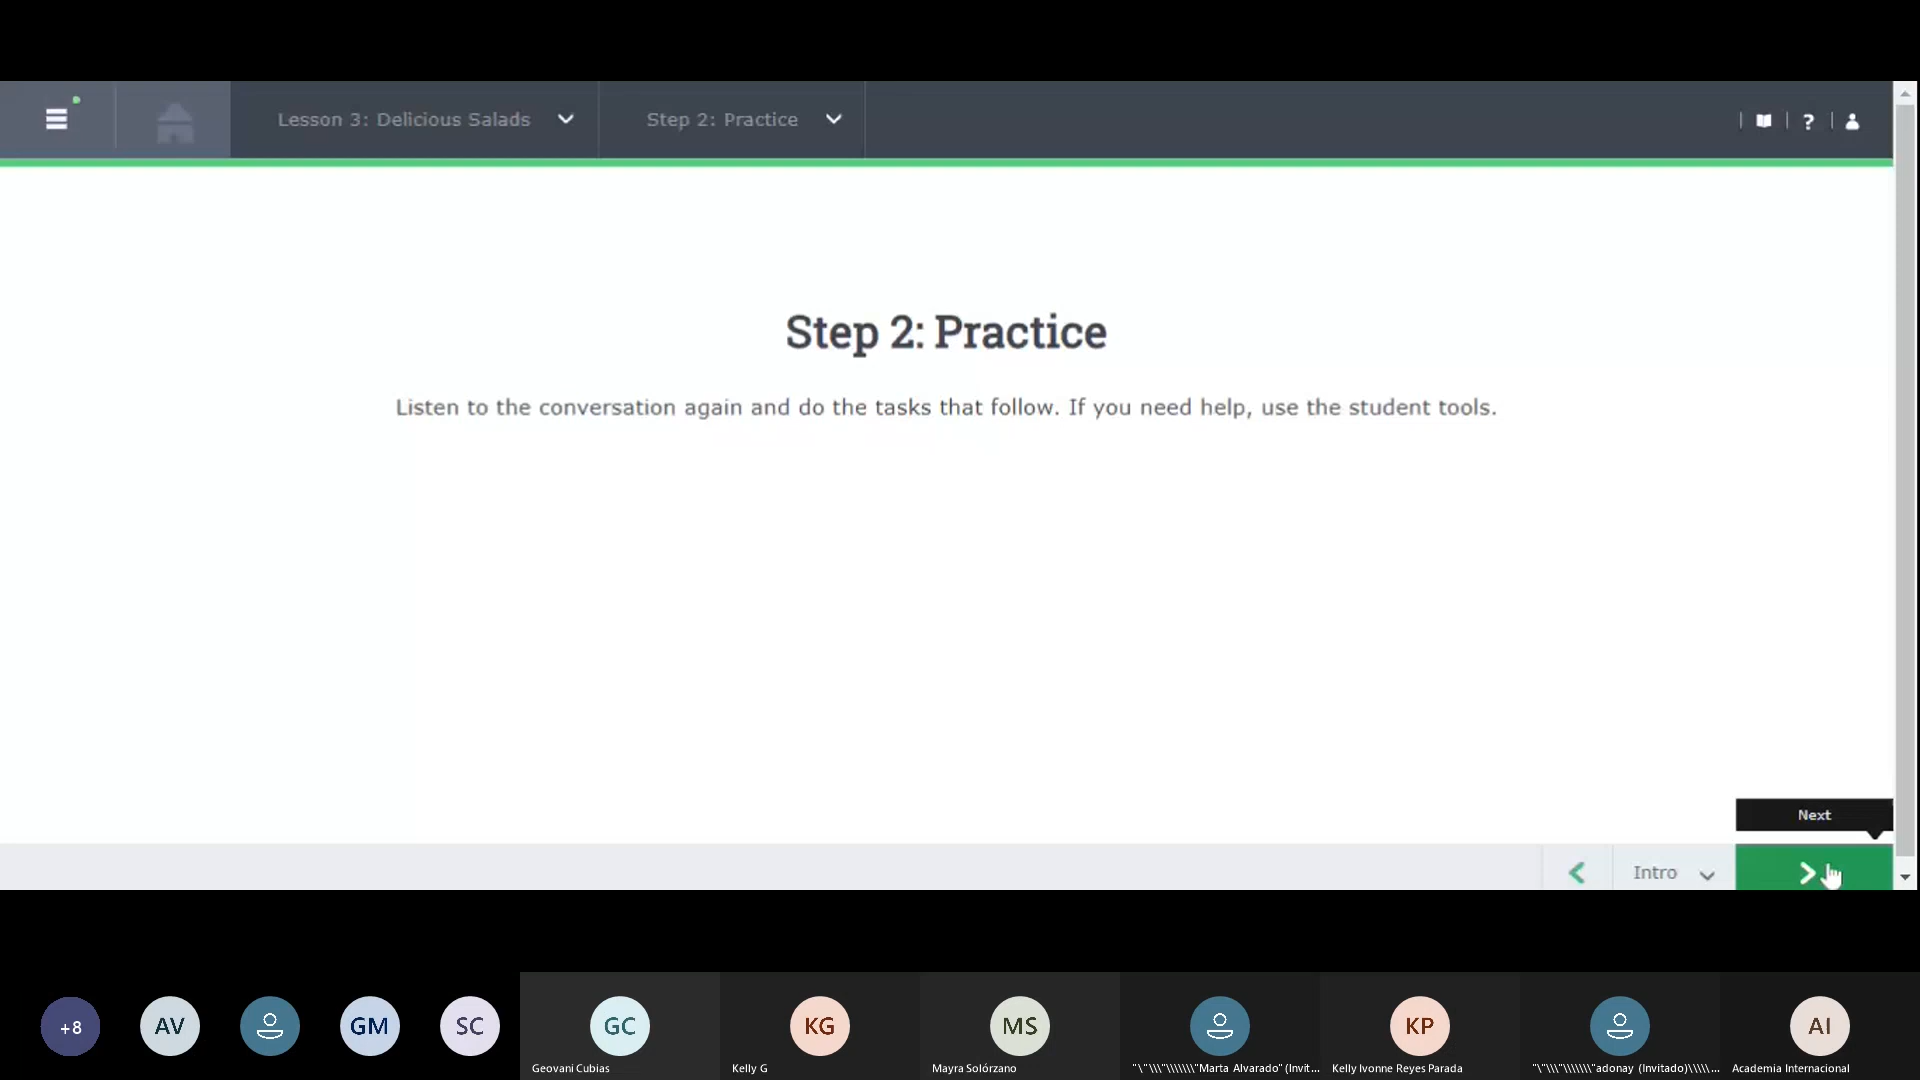 Lesson 3: Delicious Salads
Step 2: Practice
?
Step 2: Practice
Listen to the conversation again and do the tasks that follow. If you need help, use the student tools.
Next
Intro
+8
AV
GM
SC
GC
KG
MS
KP
AI
Geovani Cubias
Kelly G
Mayra Solórzano
"\"\\\"\\\\\\\"Marta Alvarado" (Invit...
Kelly Ivonne Reyes Parada
"\"\\\"\\\\\\\"adonay (Invitado)\\\\\...
Academia Internacional